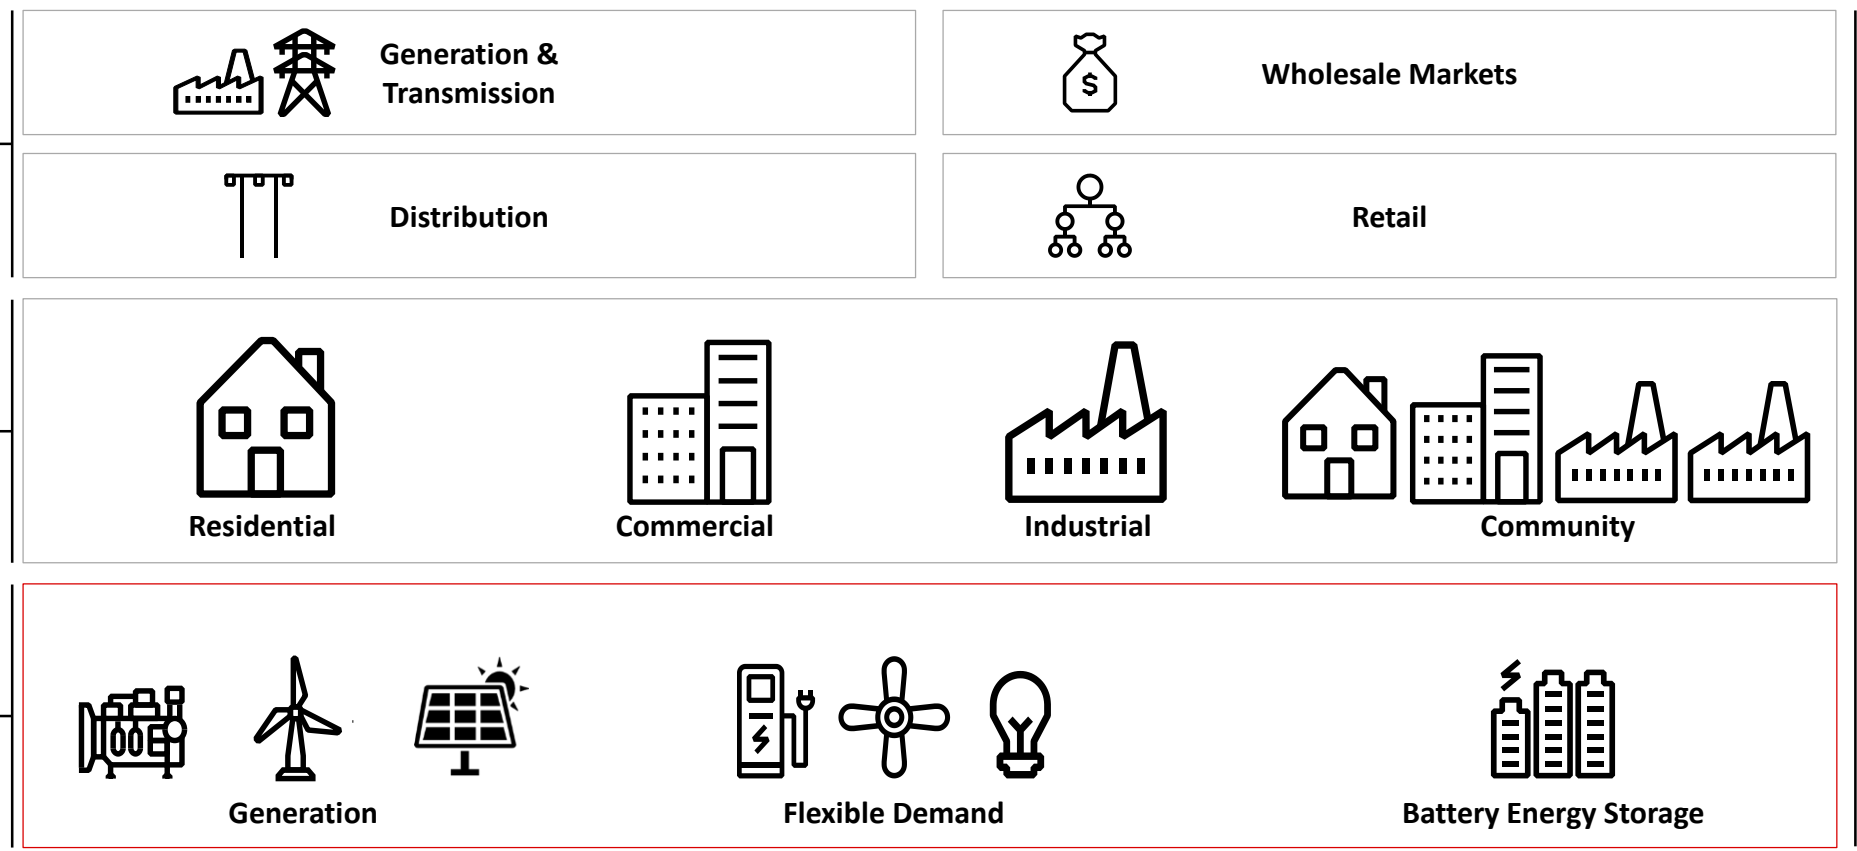 Generation &
Transmission
$
Wholesale Markets
Distribution
Retail
Residential
Commercial
Industrial
Community
Generation
Flexible Demand
Battery Energy Storage